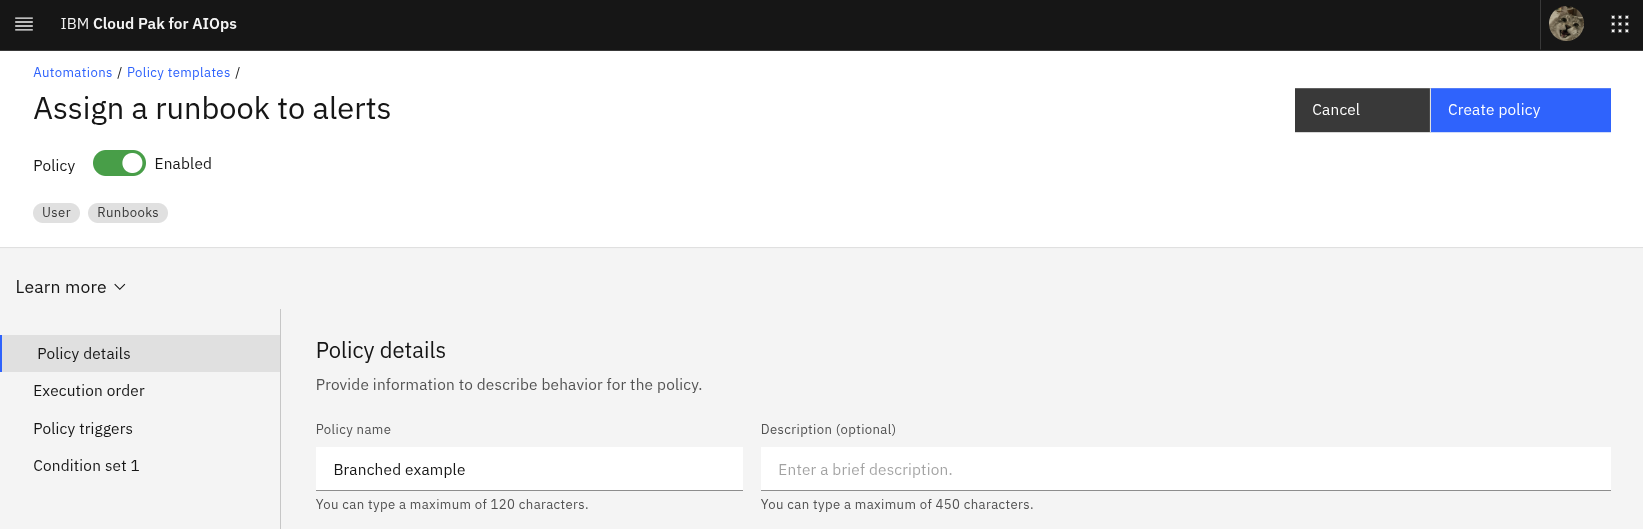 IBM Cloud Pak for AIOps
Automations / Policy templates /
Assign a runbook to alerts
Cancel
Create policy
Policy
Enabled
User
Runbooks
Learn more
Policy details
Execution order
Policy triggers
Condition set 1
Policy details
Provide information to describe behavior for the policy.
Policy name
Branched example
You can type a maximum of 120 characters.
Description (optional)
Enter a brief description.
You can type a maximum of 450 characters.